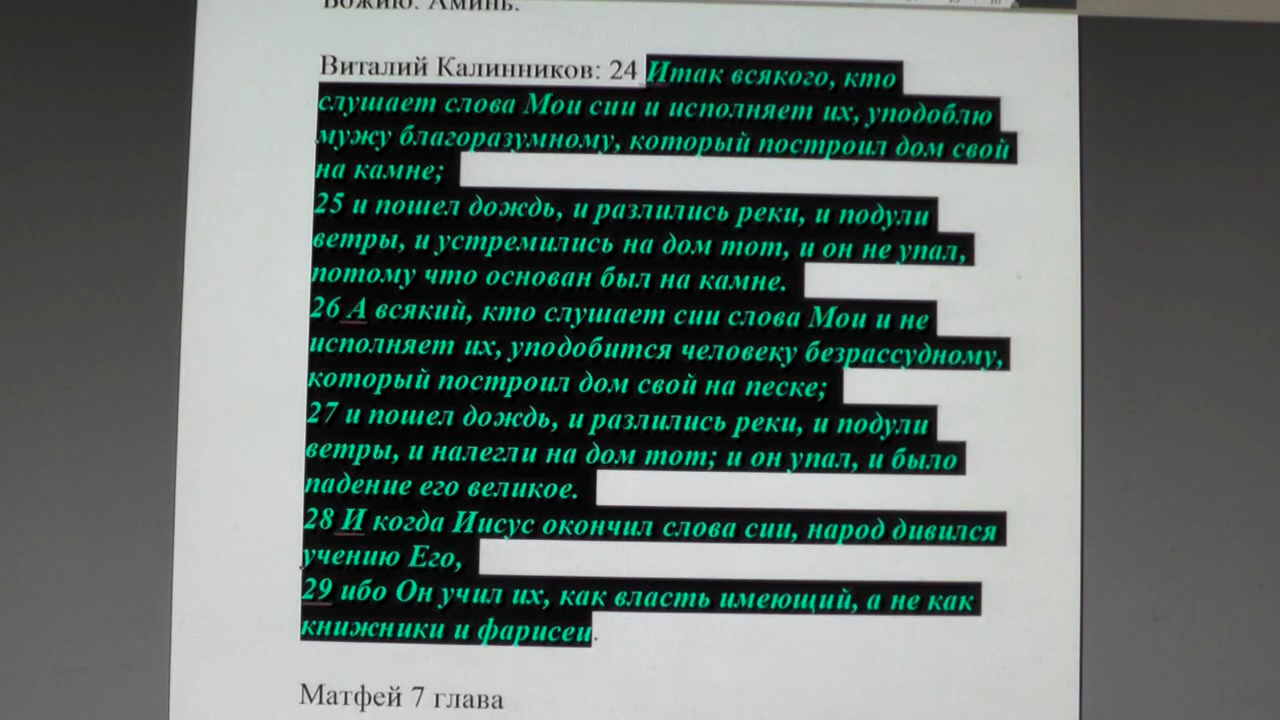 Божию. Аминь.
Виталий Калинников: 24 Итак всякого, кто
слушает слова Мои сии и исполняет их, уподоблю
мужу благоразумному, который построил дом свой
на камне;
25 и пошел дождь, и разлились реки, и подули
ветры, и устремились на дом тот, и он не упал,
потому что основан был на камне.
26 А всякий, кто слушает сии слова Мои и не
исполняет их, уподобится человеку безрассудному,
который построил дом свой на песке;
27 и пошел дождь, и разлились реки, и подули
ветры, и налегли на дом тот; и он упал, и было
падение его великое.
28 И когда Иисус окончил слова сии, народ дивился
учению Его,
29 ибо Он учил их, как власть имеющий, а не как
книжники и фарисеи.
Матфей 7 глава